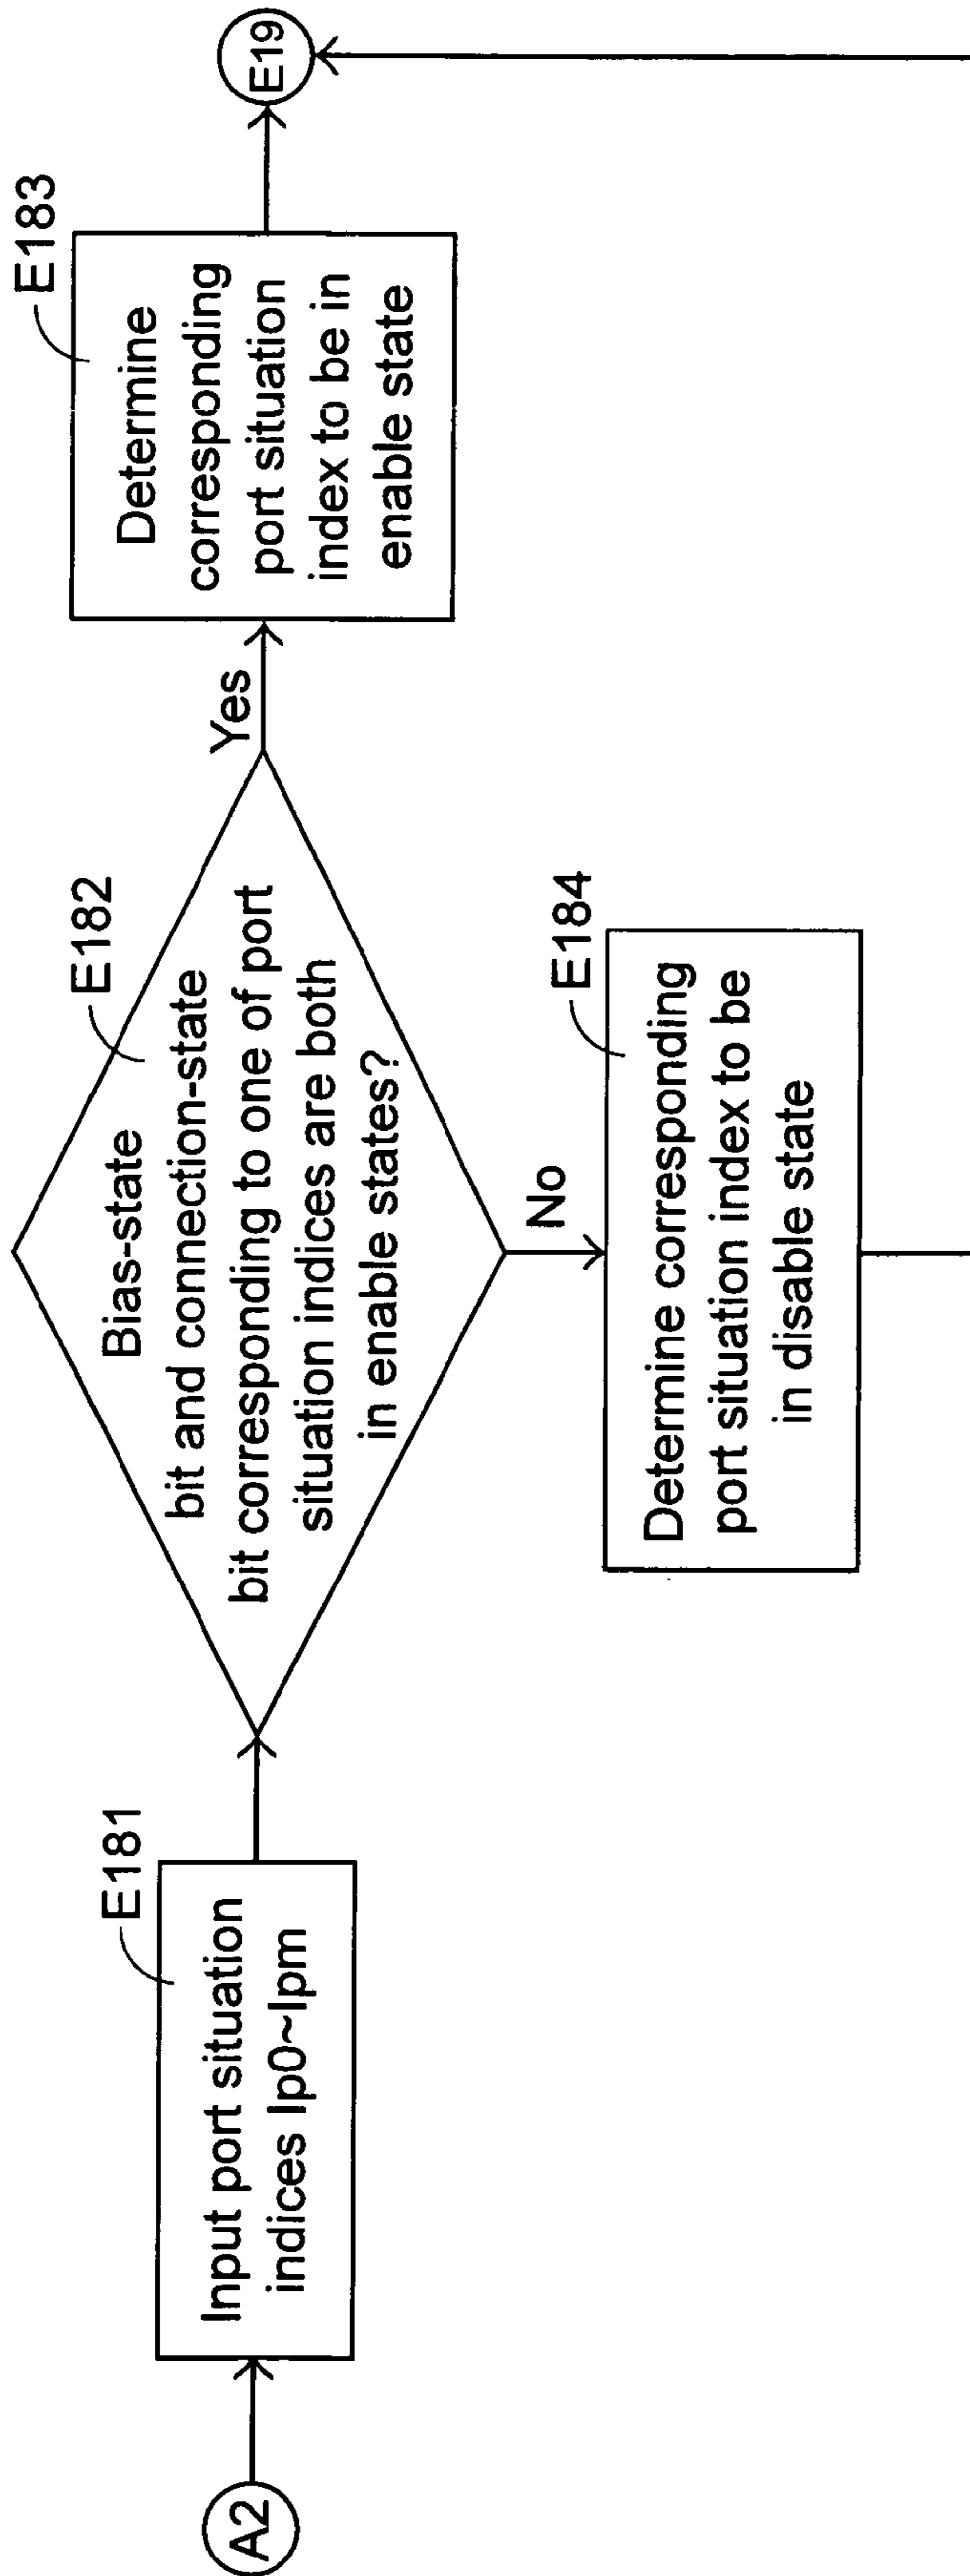 A2
E181
Input port situation
indices Ip0~Ipm
E182
Bias-state
bit and connection-state
bit corresponding to one of port
situation indices are both
in enable states?
Yes
E183
Determine
corresponding
port situation
index to be in
enable state
E19
No
E184
Determine corresponding
port situation index to be
in disable state